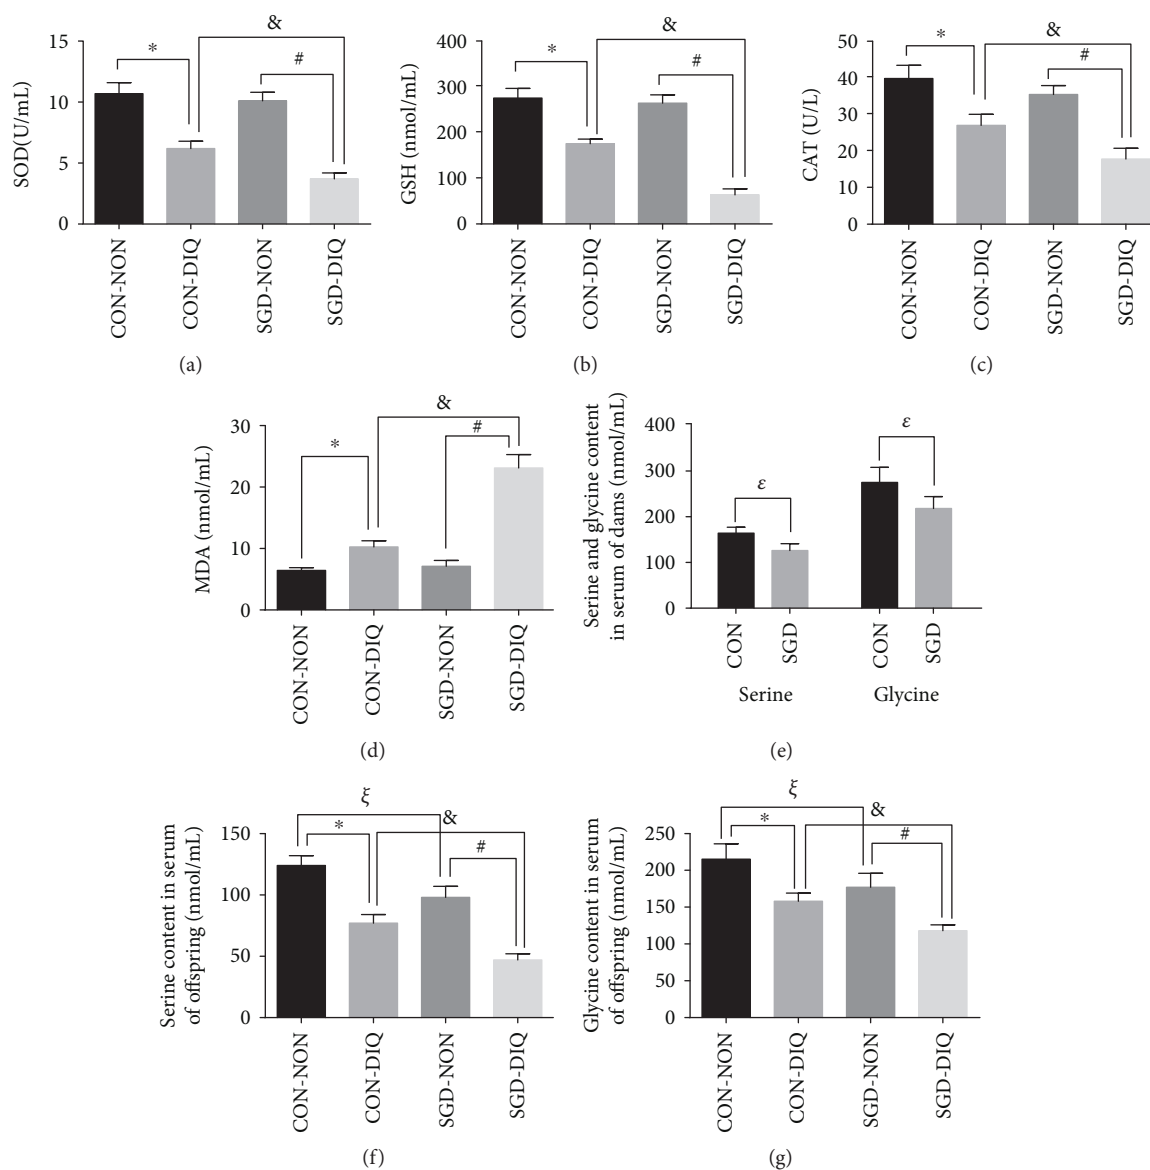 &
*
#
SOD(U/mL)
15
10
5
0
CON-NON
CON-DIQ
SGD-NON
SGD-DIQ
(a)
&
*
#
GSH (nmol/mL)
400
300
200
100
0
CON-NON
CON-DIQ
SGD-NON
SGD-DIQ
(b)
&
*
#
CAT (U/L)
50
40
30
20
10
0
CON-NON
CON-DIQ
SGD-NON
SGD-DIQ
(c)
&
*
#
MDA (nmol/mL)
30
20
10
0
CON-NON
CON-DIQ
SGD-NON
SGD-DIQ
(d)
Serine and glycine content
in serum of dams (nmol/mL)
400
300
200
100
0
ε
ε
CON
SGD
CON
SGD
Serine
Glycine
(e)
ξ
&
*
#
Serine content in serum
of offspring (nmol/mL)
150
100
50
0
CON-NON
CON-DIQ
SGD-NON
SGD-DIQ
(f)
ξ
&
*
#
Glycine content in serum
of offspring (nmol/mL)
250
200
150
100
50
0
CON-NON
CON-DIQ
SGD-NON
SGD-DIQ
(g)